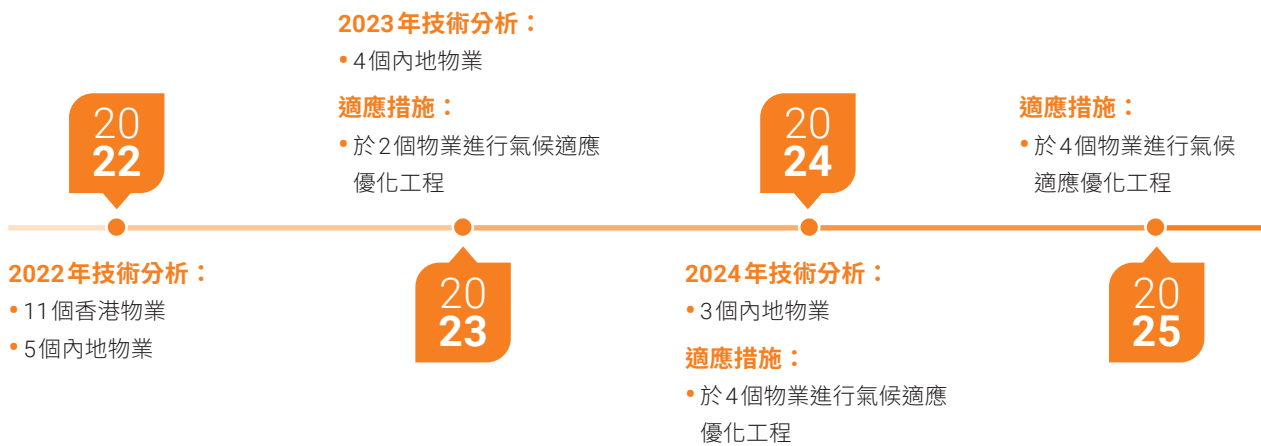 20
22
2022年技術分析：
•11個香港物業
•5個內地物業
2023年技術分析：
•4個內地物業
適應措施：
•於2個物業進行氣候適應
優化工程
20
23
20
24
2024年技術分析：
•3個內地物業
適應措施：
•於4個物業進行氣候適應
優化工程
適應措施：
•於4個物業進行氣候
適應優化工程
20
25